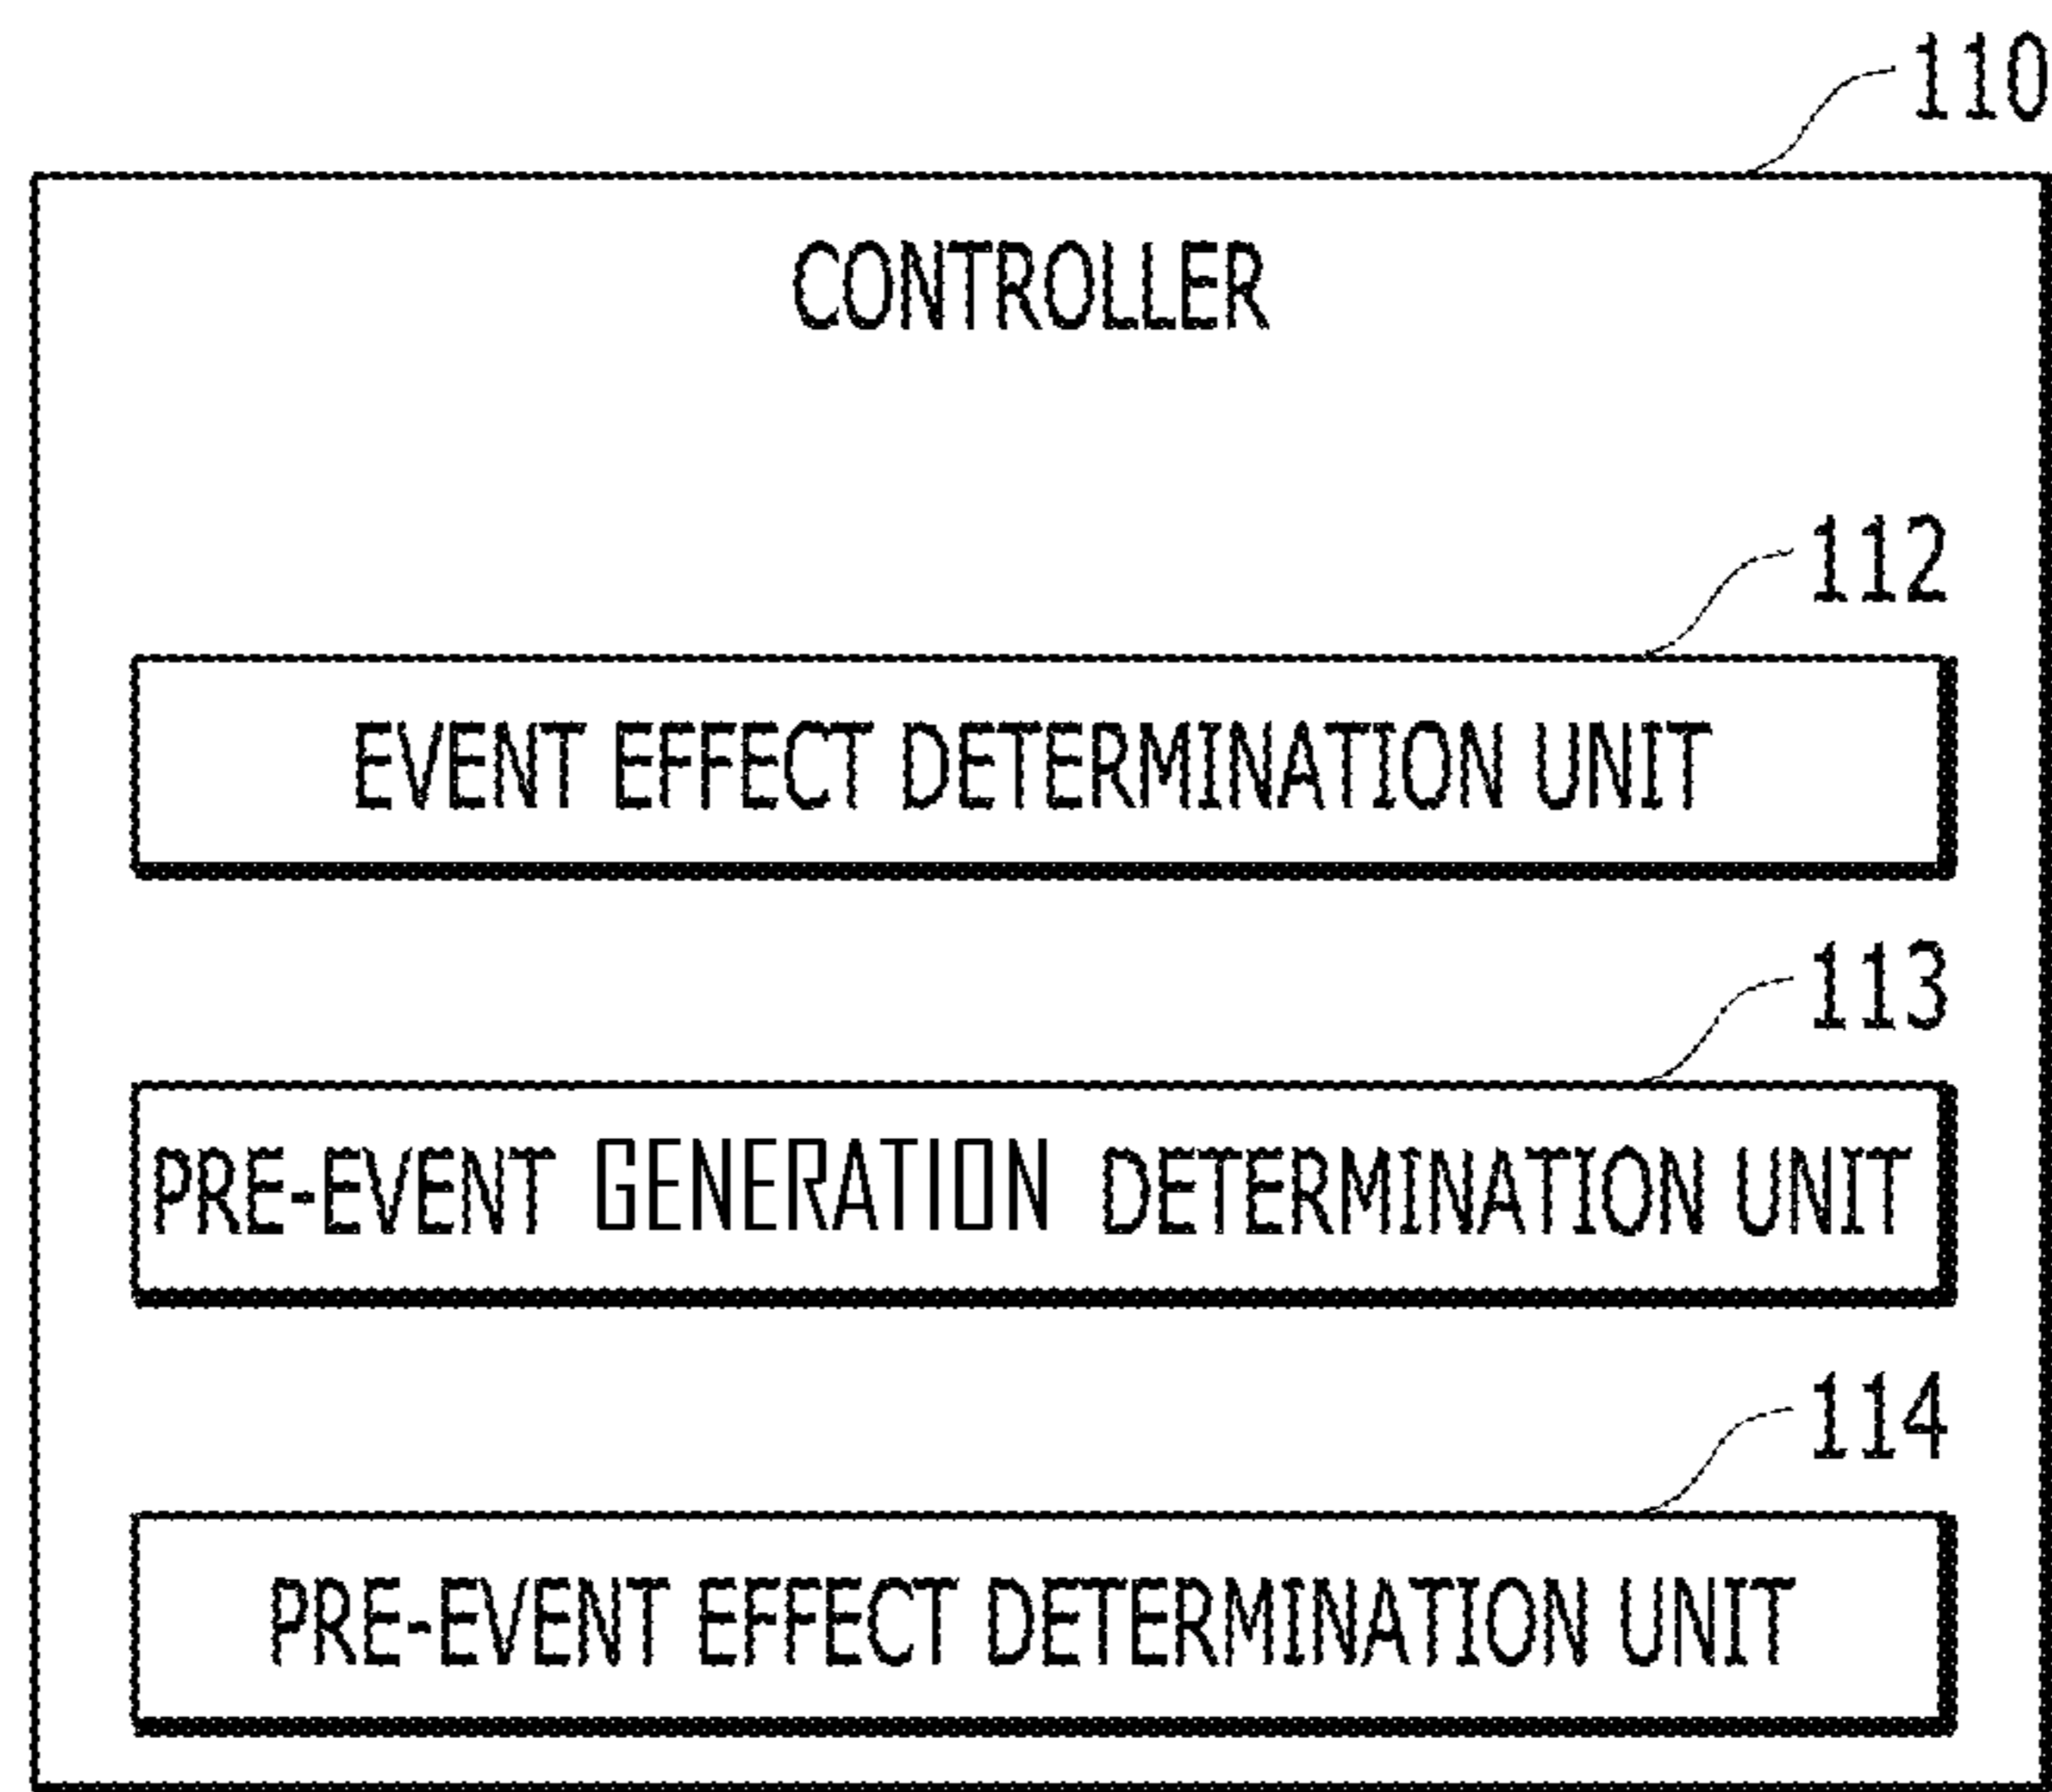 110
CONTROLLER
112
EVENT EFFECT DETERMINATION UNIT
113
PRE-EVENT GENERATION DETERMINATION UNIT
114
PRE-EVENT EFFECT DETERMINATION UNIT